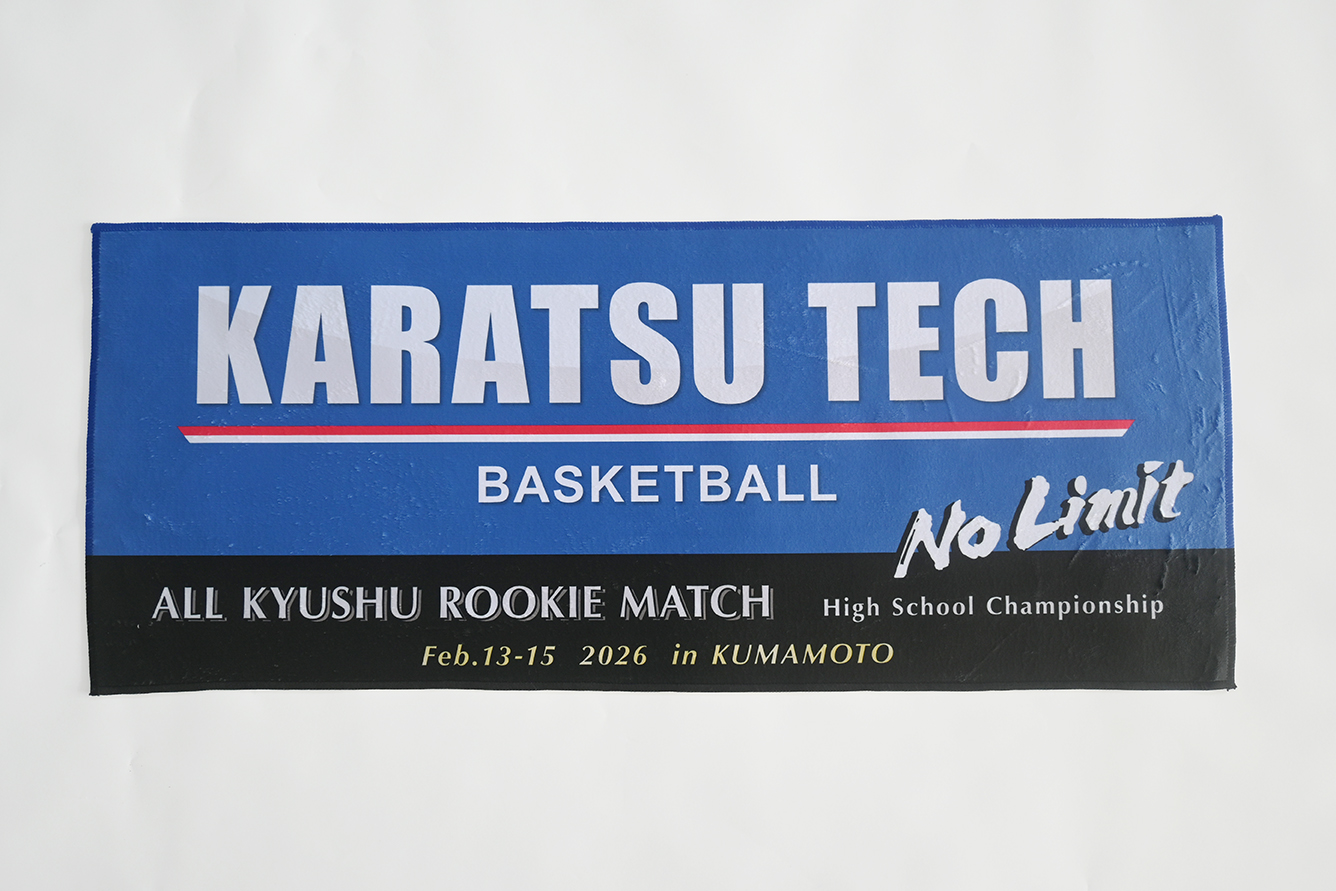 KARATSU TECH
BASKETBALL
No Limit
ALL KYUSHU ROOKIE MATCH High School Championship
Feb.13-15 2026 in KUMAMOTO